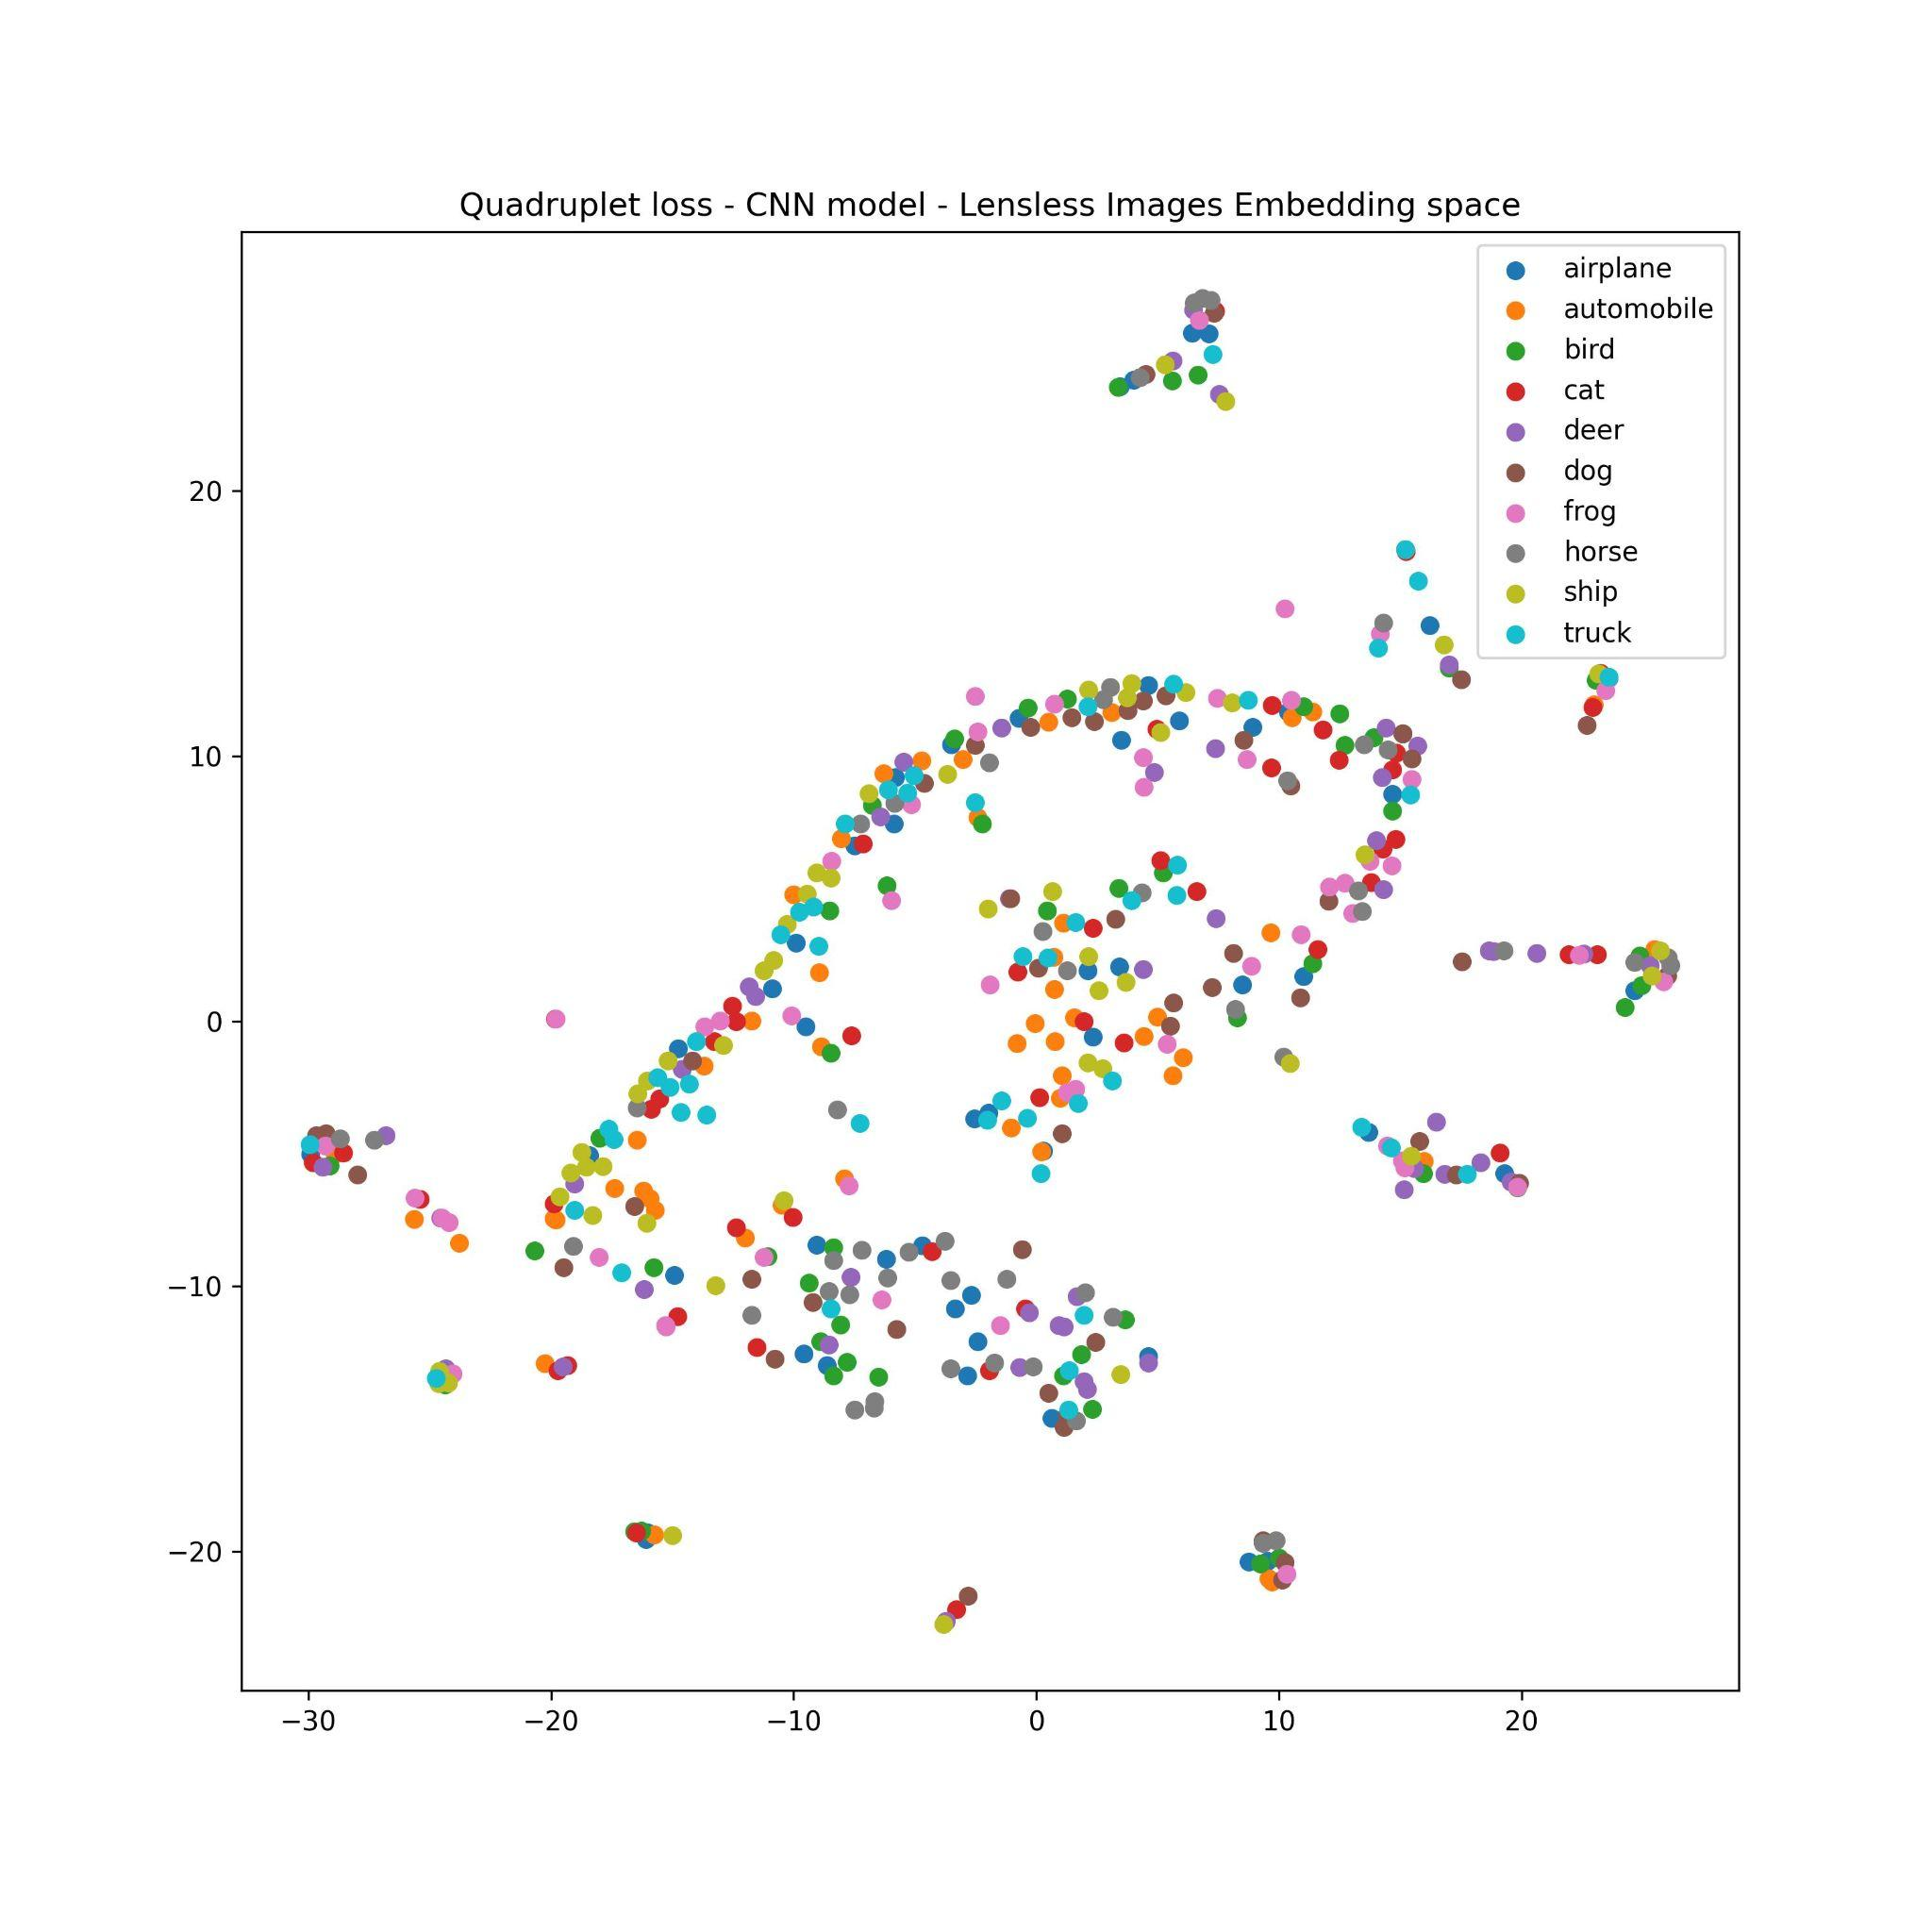 Quadruplet loss - CNN model - Lensless Images Embedding space
airplane
automobile
bird
cat
deer
dog
frog
horse
ship
truck
20
10
0
−10
−20
−30
−20
−10
0
10
20